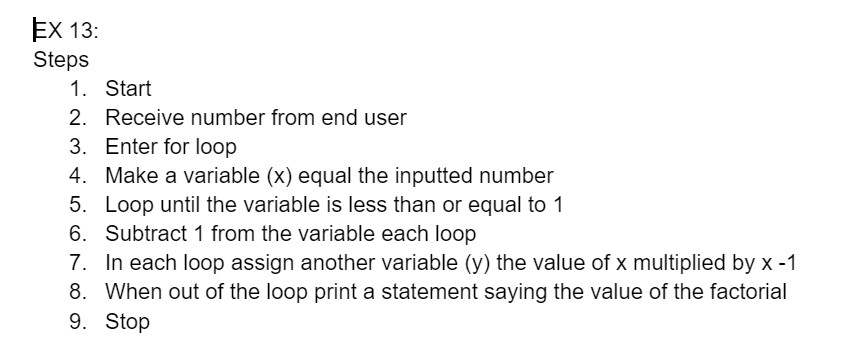 EX 13:
Steps
1. Start
2. Receive number from end user
3. Enter for loop
4. Make a variable (x) equal the inputted number
5. Loop until the variable is less than or equal to 1
6. Subtract 1 from the variable each loop
7. In each loop assign another variable (y) the value of x multiplied by x -1
8. When out of the loop print a statement saying the value of the factorial
9. Stop